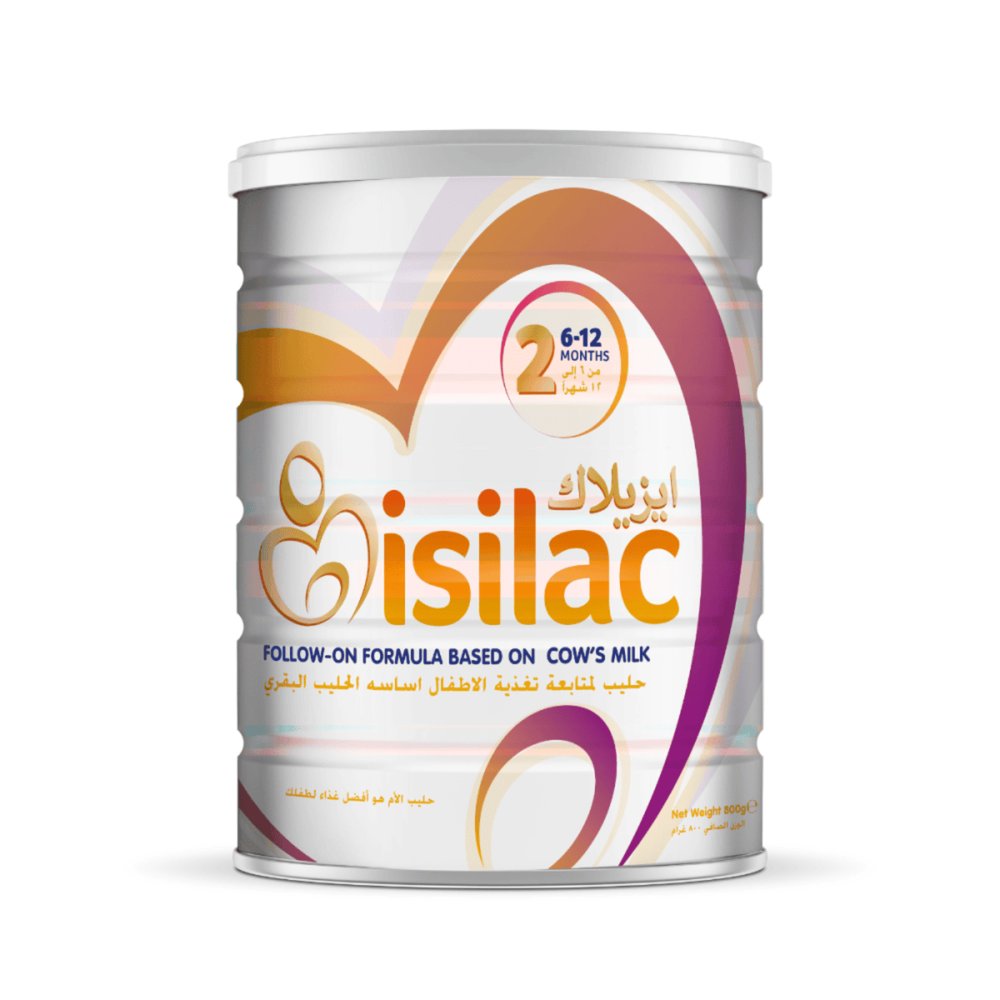 2
6-12
MONTHS
من ٦ إلى
١٢ شهراً
ايزيلاك
isilac
FOLLOW-ON FORMULA BASED ON COW'S MILK
حليب لمتابعة تغذية الاطفال اساسه الحليب البقري
حليب الأم هو أفضل غذاء لطفلك
Net Weight 800g℮
الوزن الصافي ٨٠٠ غرام